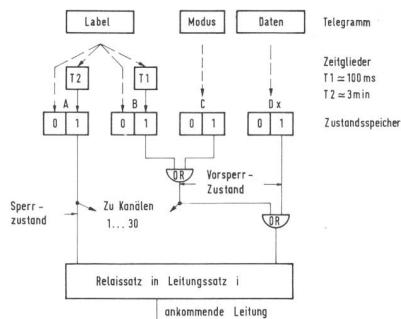 Label Modus Daten Telegramm
Zeitglieder
T2 T1 T1 ≃ 100 ms
T2 ≃ 3 min
A B C Dx
0 1 0 1 0 1 0 1 Zustandsspeicher
OR Vorsperr-
Zustand
Sperr-
zustand
Zu Kanälen
1...30
OR
Relaissatz in Leitungssatz i
ankommende Leitung